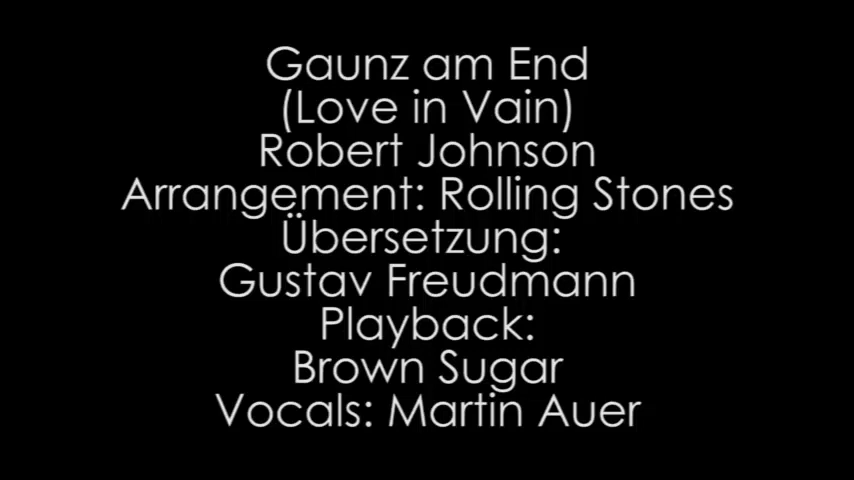 Gaunz am End
(Love in Vain)
Robert Johnson
Arrangement: Rolling Stones
Übersetzung:
Gustav Freudmann
Playback:
Brown Sugar
Vocals: Martin Auer